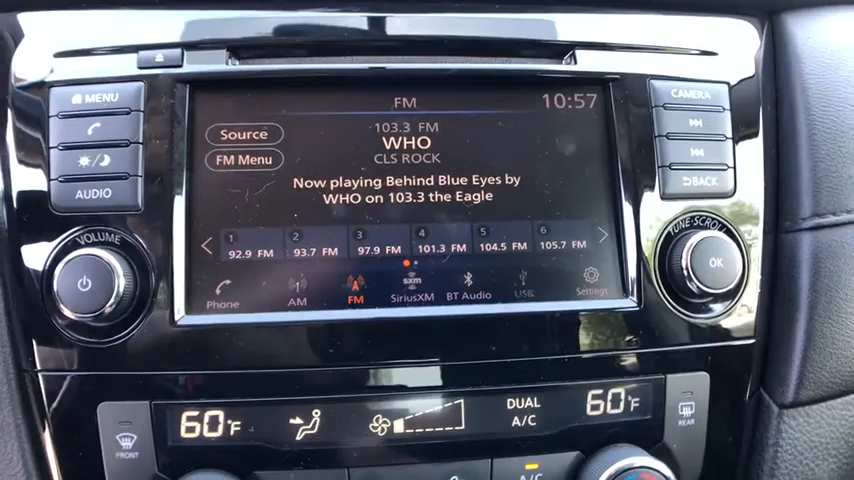 MENU
AUDIO
VOLUME
FM
10:57
Source
FM Menu
103.3 FM
WHO
CLS ROCK
Now playing Behind Blue Eyes by
WHO on 103.3 the Eagle
1 92.9 FM
2 93.7 FM
3 97.9 FM
4 101.3 FM
5 104.5 FM
6 105.7 FM
Phone
AM
FM
sxm
SiriusXM
BT Audio
USB
Settings
CAMERA
BACK
TUNE·SCROLL
OK
FRONT
60°F
DUAL
A/C
60°F
REAR
A/C